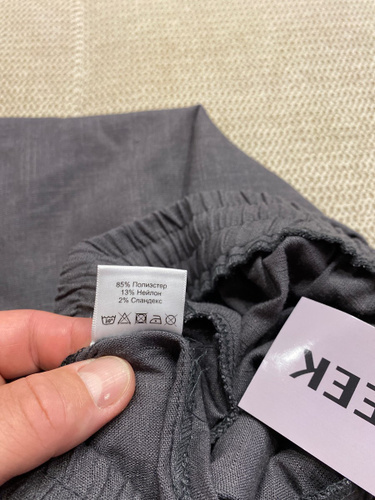 85% Полиэстер
13% Нейлон
2% Спандекс
EEK